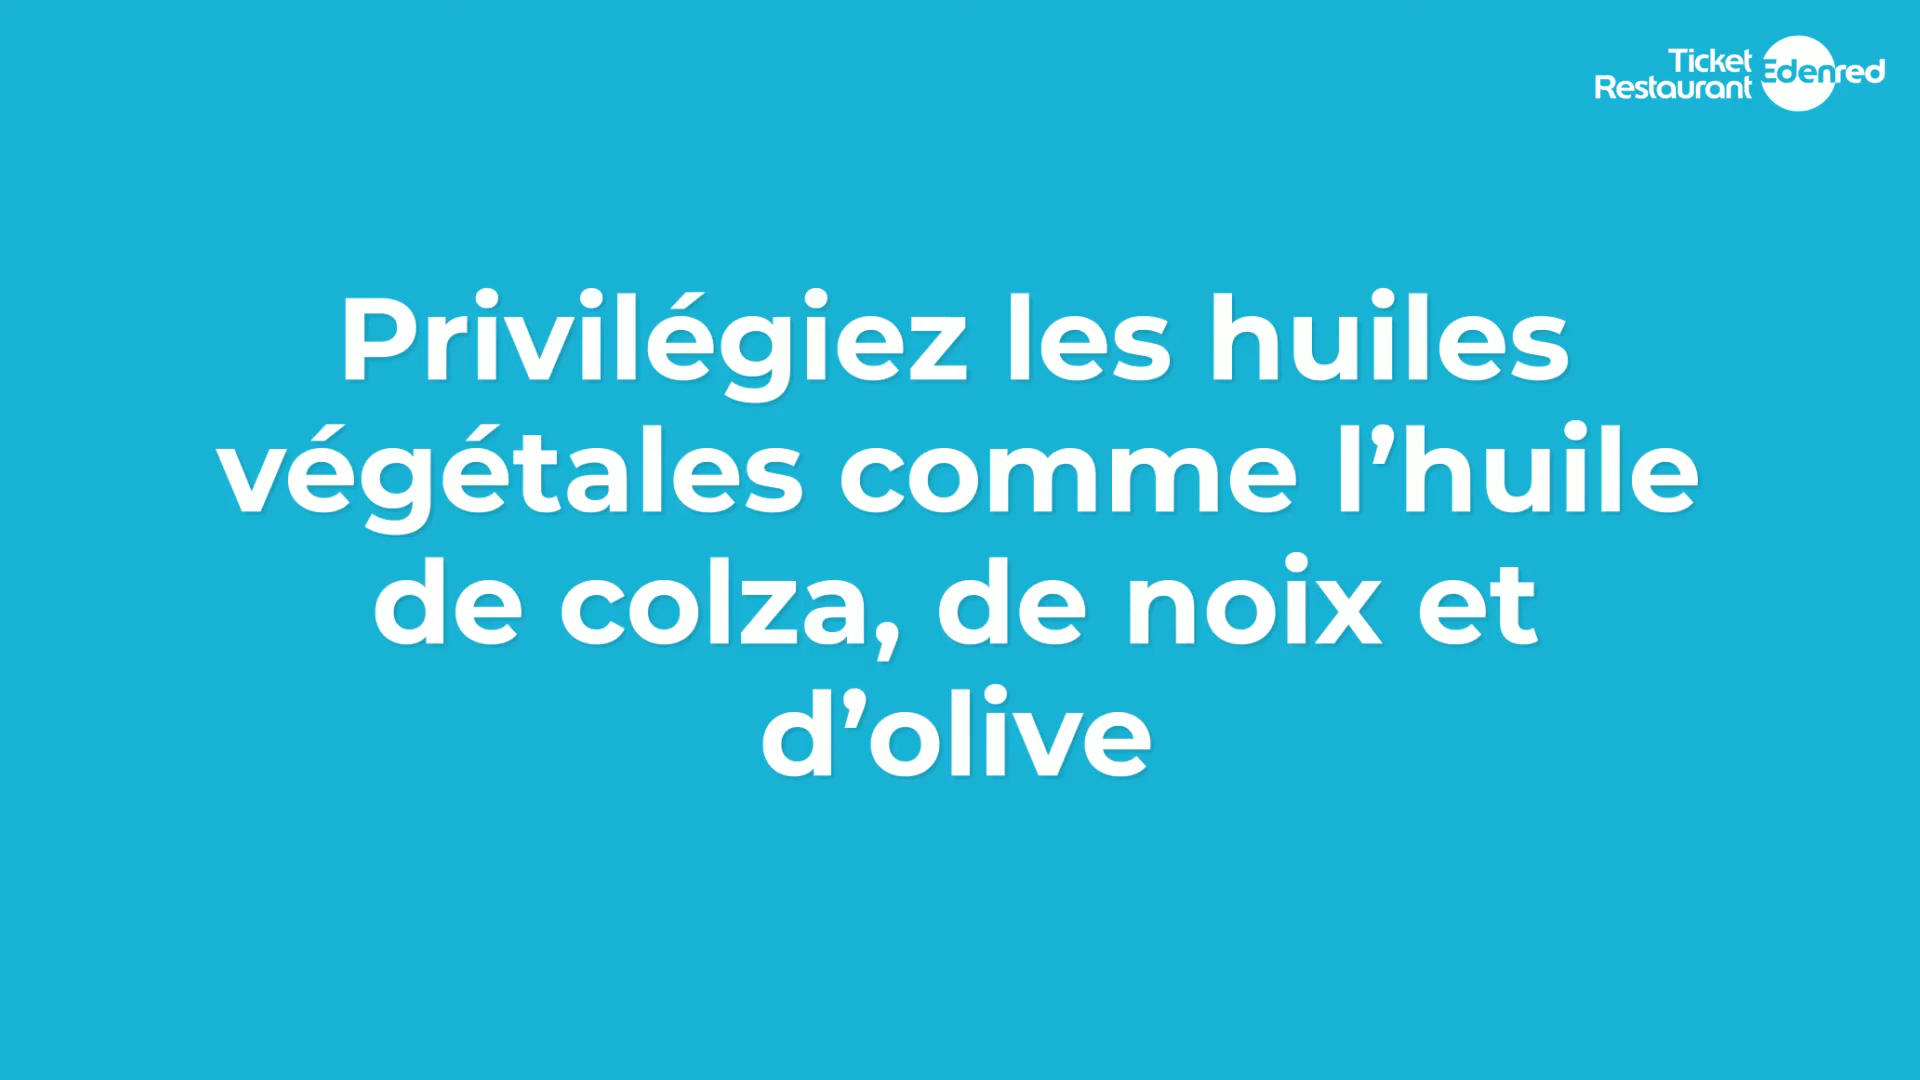 Ticket
Restaurant
Edenred
Privilégiez les huiles
végétales comme l’huile
de colza, de noix et
d’olive